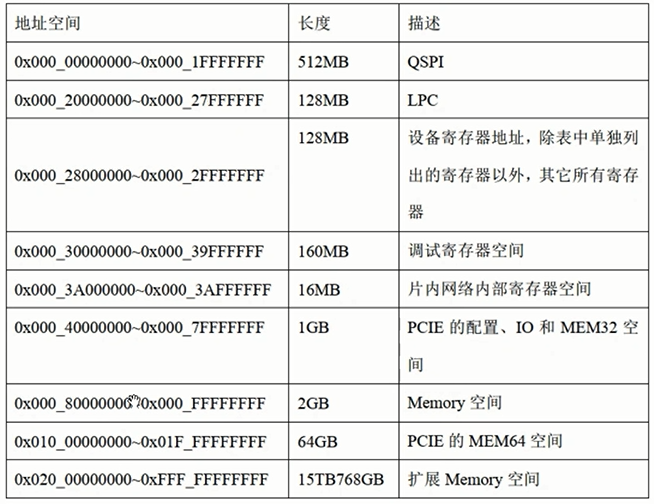 地址空间 长度 描述
0x000_00000000~0x000_1FFFFFFF 512MB QSPI
0x000_20000000~0x000_27FFFFFF 128MB LPC
0x000_28000000~0x000_2FFFFFFF 128MB 设备寄存器地址，除表中单独列
出的寄存器以外，其它所有寄存
器
0x000_30000000~0x000_39FFFFFF 160MB 调试寄存器空间
0x000_3A000000~0x000_3AFFFFFF 16MB 片内网络内部寄存器空间
0x000_40000000~0x000_7FFFFFFF 1GB PCIE 的配置、IO 和 MEM32 空
间
0x000_80000000~0x000_FFFFFFFF 2GB Memory 空间
0x010_00000000~0x01F_FFFFFFFF 64GB PCIE 的 MEM64 空间
0x020_00000000~0xFFF_FFFFFFFF 15TB768GB 扩展 Memory 空间